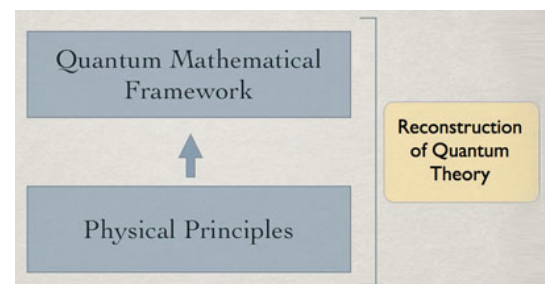 Quantum Mathematical
Framework
Physical Principles
Reconstruction
of Quantum
Theory